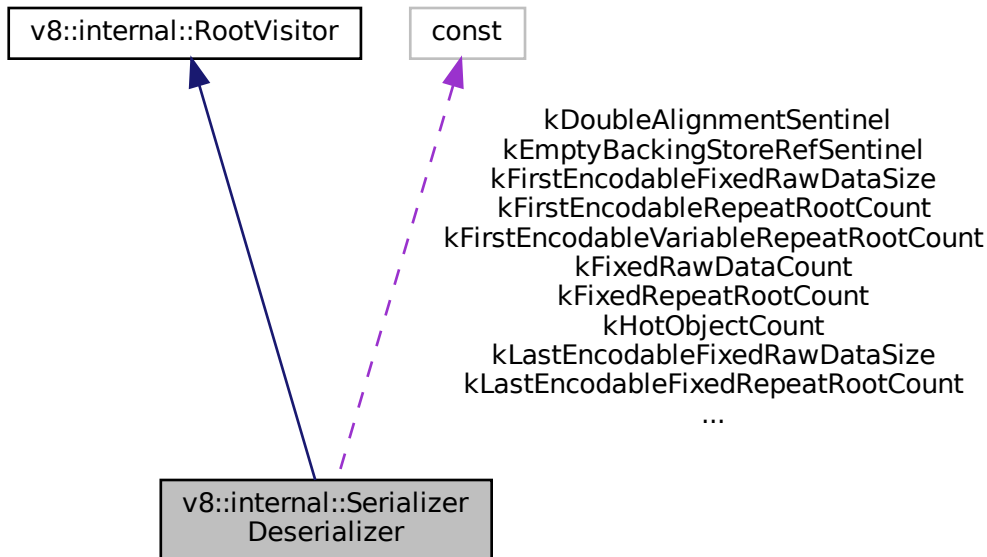 v8::internal::RootVisitor
const
kDoubleAlignmentSentinel
kEmptyBackingStoreRefSentinel
kFirstEncodableFixedRawDataSize
kFirstEncodableRepeatRootCount
kFirstEncodableVariableRepeatRootCount
kFixedRawDataCount
kFixedRepeatRootCount
kHotObjectCount
kLastEncodableFixedRawDataSize
kLastEncodableFixedRepeatRootCount
...
v8::internal::Serializer
Deserializer